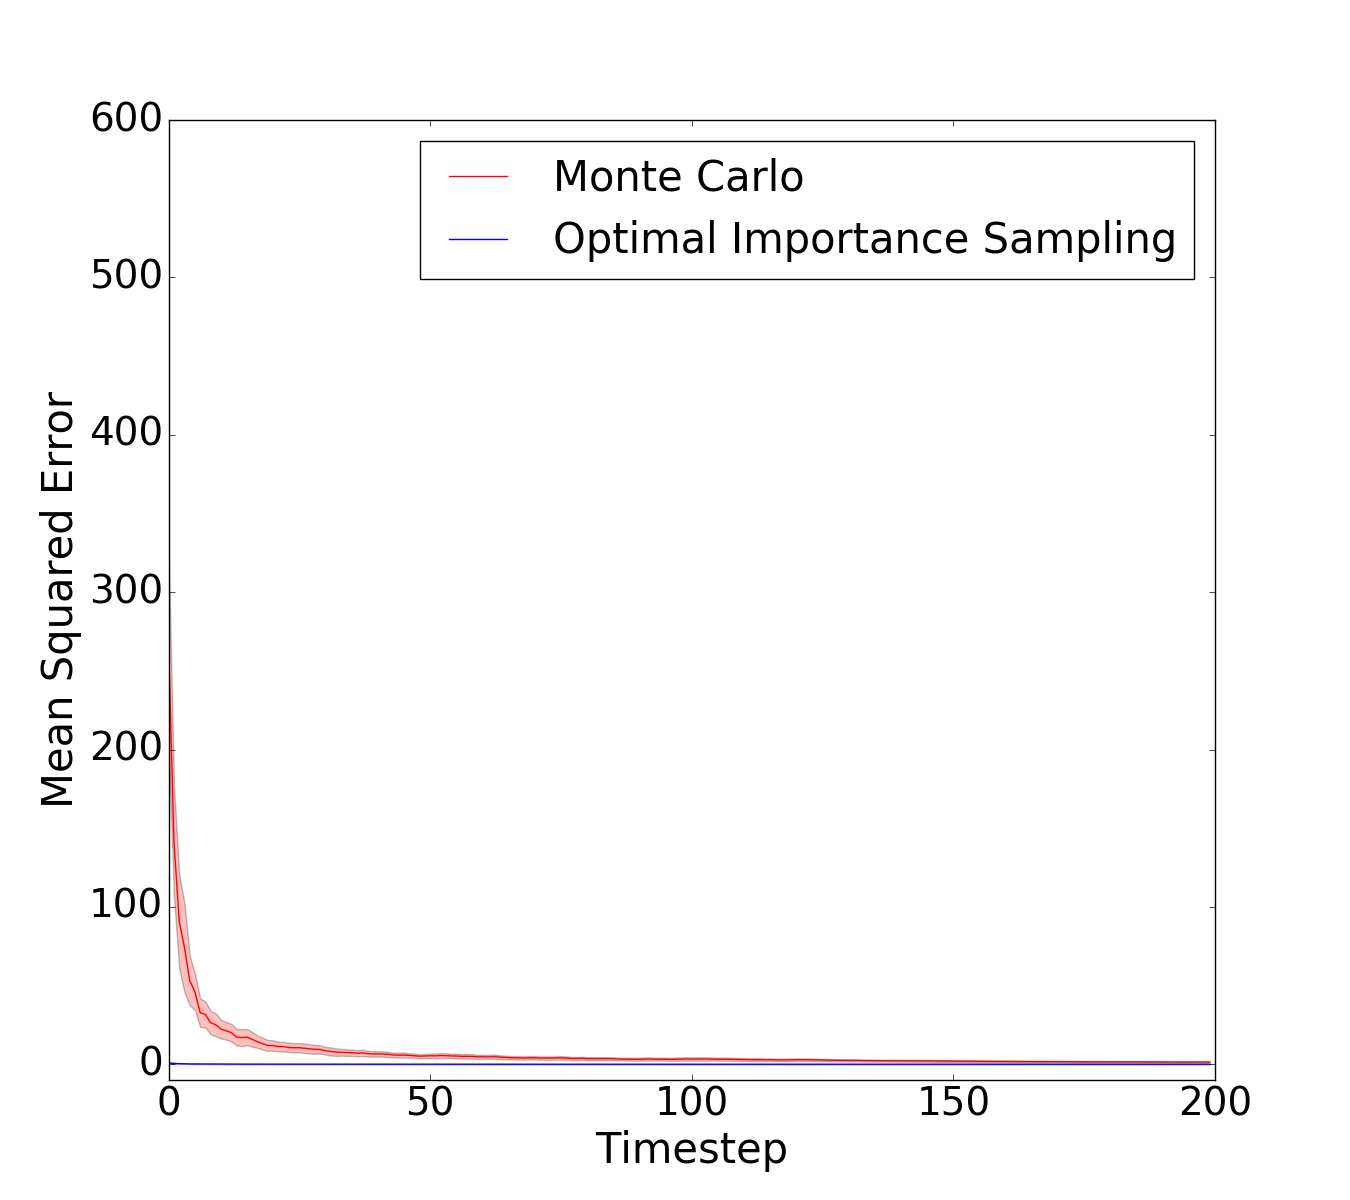 Monte Carlo
Optimal Importance Sampling
600
500
400
300
200
100
0
Mean Squared Error
0 50 100 150 200
Timestep